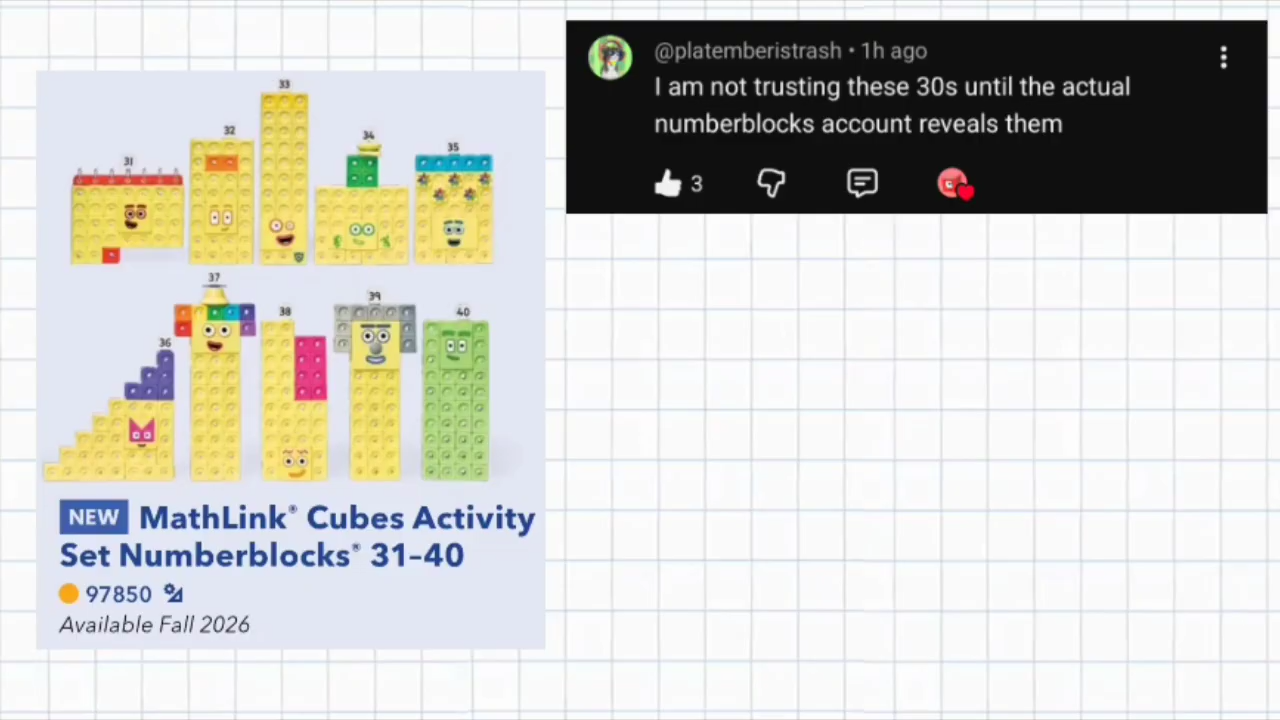 31
32
33
34
35
36
37
38
39
40
NEW MathLink® Cubes Activity
Set Numberblocks® 31–40
97850
Available Fall 2026
@platemberistrash • 1h ago
I am not trusting these 30s until the actual
numberblocks account reveals them
3